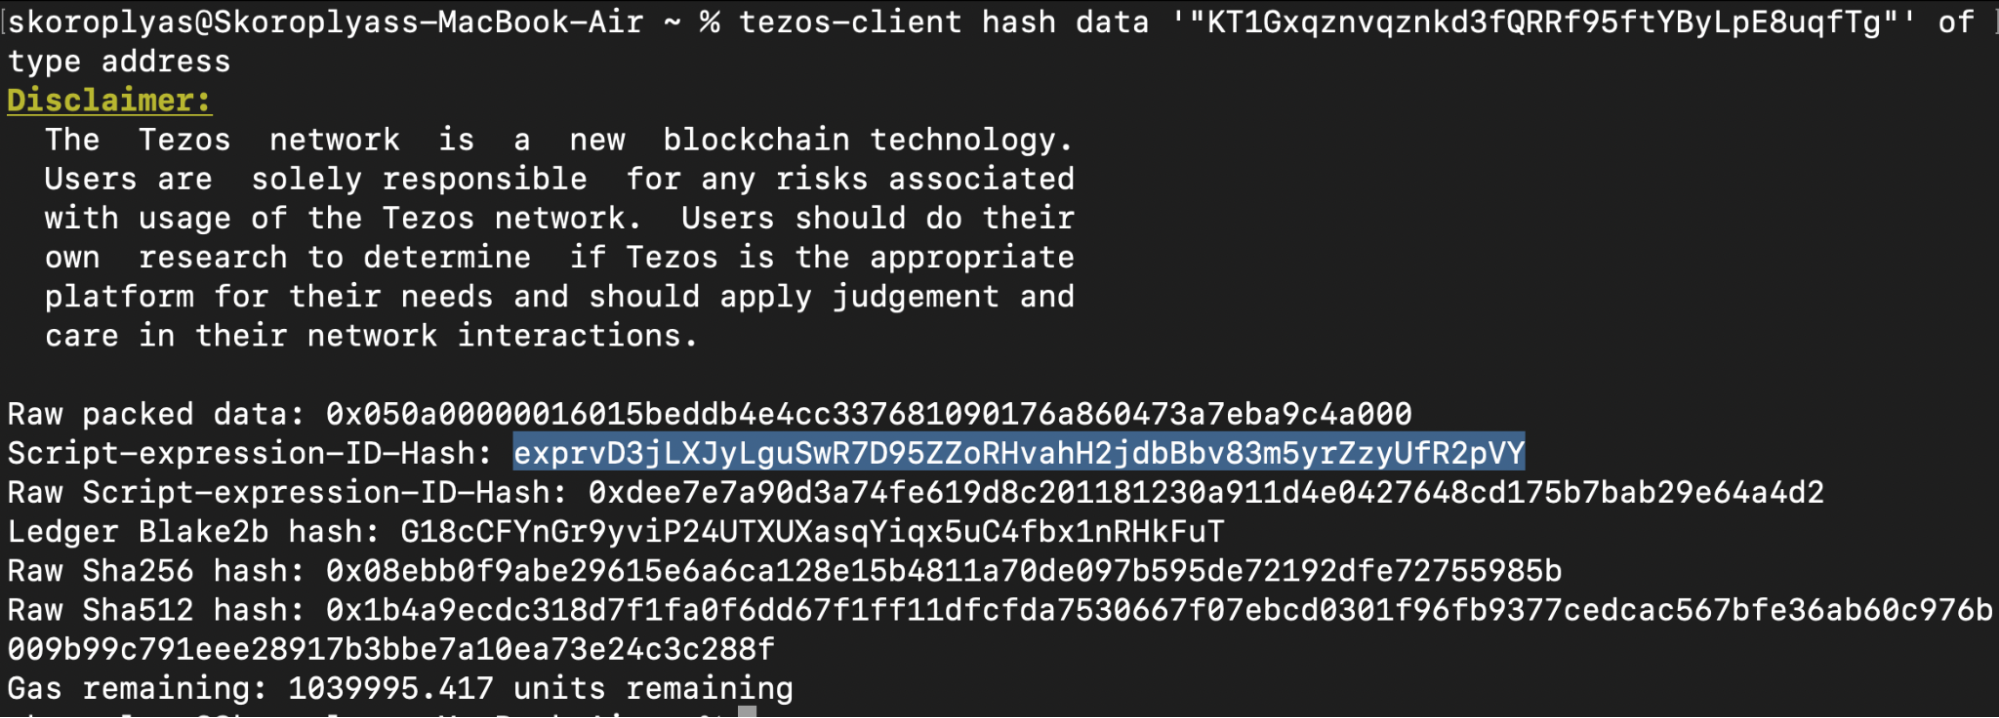 skoroplyas@Skoroplyass-MacBook-Air ~ % tezos-client hash data '"KT1Gxqznvqznkd3fQRRf95ftYByLpE8uqfTg"' of
type address
Disclaimer:
The Tezos network is a new blockchain technology.
Users are solely responsible for any risks associated
with usage of the Tezos network. Users should do their
own research to determine if Tezos is the appropriate
platform for their needs and should apply judgement and
care in their network interactions.
Raw packed data: 0x050a00000016015beddb4e4cc337681090176a860473a7eba9c4a000
Script-expression-ID-Hash: exprvD3jLXJyLguSwR7D95ZZoRHvahH2jdbBbv83m5yrZzyUfR2pVY
Raw Script-expression-ID-Hash: 0xdee7e7a90d3a74fe619d8c201181230a911d4e0427648cd175b7bab29e64a4d2
Ledger Blake2b hash: G18cCFYnGr9yviP24UTXUXasqYiqx5uC4fbx1nRHkFuT
Raw Sha256 hash: 0x08ebb0f9abe29615e6a6ca128e15b4811a70de097b595de72192dfe72755985b
Raw Sha512 hash: 0x1b4a9ecdc318d7f1fa0f6dd67f1ff11dfcfda7530667f07ebcd0301f96fb9377cedcac567bfe36ab60c976b
009b99c791eee28917b3bbe7a10ea73e24c3c288f
Gas remaining: 1039995.417 units remaining